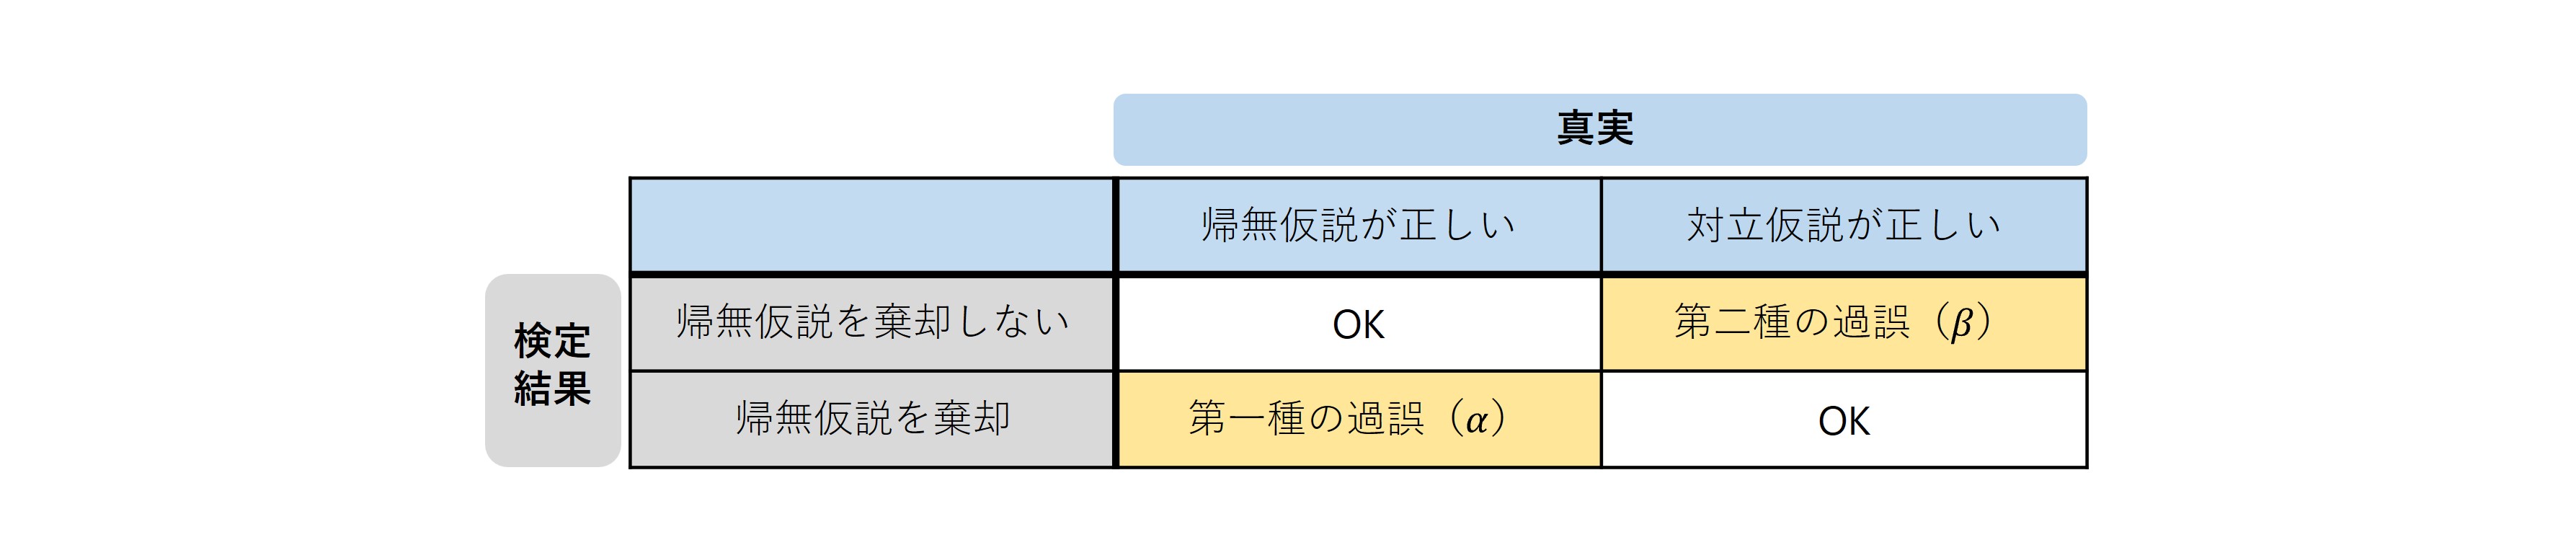 真実
帰無仮説が正しい
対立仮説が正しい
検定
結果
帰無仮説を棄却しない
OK
第二種の過誤（β）
帰無仮説を棄却
第一種の過誤（α）
OK